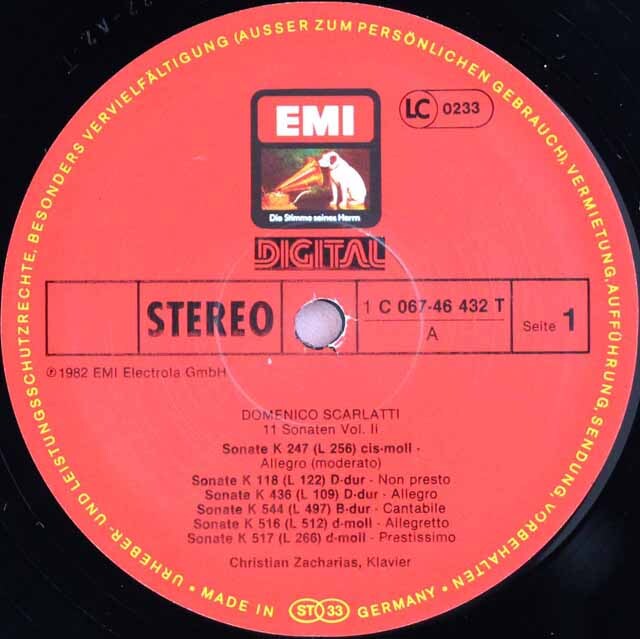 URHEBER- UND LEISTUNGSSCHUTZRECHTE, BESONDERS VERVIELFÄLTIGUNG (AUSSER ZUM PERSÖNLICHEN GEBRAUCH), VERMIETUNG, AUFFÜHRUNG, SENDUNG, VORBEHALTEN
EMI
LC 0233
Die Stimme seines Herrn
DIGITAL
STEREO
1 C 067-46 432 T
A
Seite 1
℗1982 EMI Electrola GmbH
DOMENICO SCARLATTI
11 Sonaten Vol. Ii
Sonate K 247 (L 256) cis-moll -
Allegro (moderato)
Sonate K 118 (L 122) D-dur - Non presto
Sonate K 436 (L 109) D-dur - Allegro
Sonate K 544 (L 497) B-dur - Cantabile
Sonate K 516 (L 512) d-moll - Allegretto
Sonate K 517 (L 266) d-moll - Prestissimo
Christian Zacharias, Klavier
• MADE IN ST 33 GERMANY •